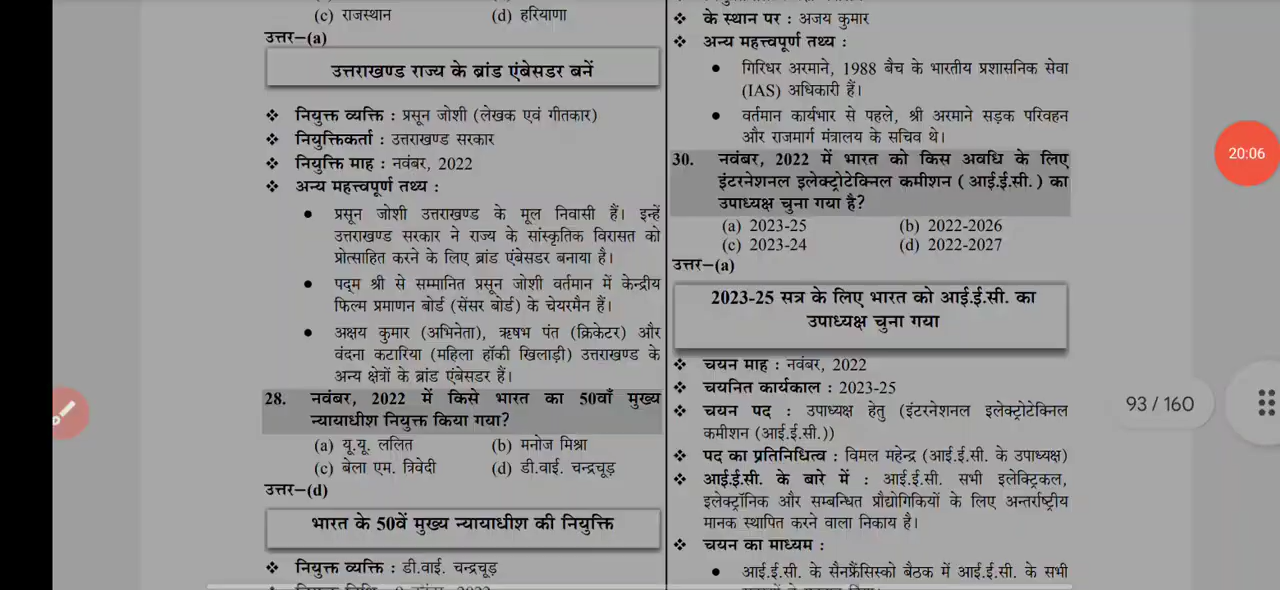 (c) राजस्थान (d) हरियाणा
उत्तर–(a)
उत्तराखण्ड राज्य के ब्रांड एंबेसडर बनें
❖ नियुक्त व्यक्ति : प्रसून जोशी (लेखक एवं गीतकार)
❖ नियुक्तिकर्ता : उत्तराखण्ड सरकार
❖ नियुक्ति माह : नवंबर, 2022
❖ अन्य महत्त्वपूर्ण तथ्य :
● प्रसून जोशी उत्तराखण्ड के मूल निवासी हैं। इन्हें
उत्तराखण्ड सरकार ने राज्य के सांस्कृतिक विरासत को
प्रोत्साहित करने के लिए ब्रांड एंबेसडर बनाया है।
● पद्म श्री से सम्मानित प्रसून जोशी वर्तमान में केन्द्रीय
फिल्म प्रमाणन बोर्ड (सेंसर बोर्ड) के चेयरमैन हैं।
● अक्षय कुमार (अभिनेता), ऋषभ पंत (क्रिकेटर) और
वंदना कटारिया (महिला हॉकी खिलाड़ी) उत्तराखण्ड के
अन्य क्षेत्रों के ब्रांड एंबेसडर हैं।
28. नवंबर, 2022 में किसे भारत का 50वाँ मुख्य
न्यायाधीश नियुक्त किया गया?
(a) यू.यू. ललित (b) मनोज मिश्रा
(c) बेला एम. त्रिवेदी (d) डी.वाई. चन्द्रचूड़
उत्तर–(d)
भारत के 50वें मुख्य न्यायाधीश की नियुक्ति
❖ नियुक्त व्यक्ति : डी.वाई. चन्द्रचूड़
❖ के स्थान पर : अजय कुमार
❖ अन्य महत्त्वपूर्ण तथ्य :
● गिरिधर अरमाने, 1988 बैच के भारतीय प्रशासनिक सेवा
(IAS) अधिकारी हैं।
● वर्तमान कार्यभार से पहले, श्री अरमाने सड़क परिवहन
और राजमार्ग मंत्रालय के सचिव थे।
30. नवंबर, 2022 में भारत को किस अवधि के लिए
इंटरनेशनल इलेक्ट्रोटेक्निल कमीशन (आई.ई.सी.) का
उपाध्यक्ष चुना गया है?
(a) 2023-25 (b) 2022-2026
(c) 2023-24 (d) 2022-2027
उत्तर–(a)
2023-25 सत्र के लिए भारत को आई.ई.सी. का
उपाध्यक्ष चुना गया
❖ चयन माह : नवंबर, 2022
❖ चयनित कार्यकाल : 2023-25
❖ चयन पद : उपाध्यक्ष हेतु (इंटरनेशनल इलेक्ट्रोटेक्निल
कमीशन (आई.ई.सी.))
❖ पद का प्रतिनिधित्व : विमल महेन्द्र (आई.ई.सी. के उपाध्यक्ष)
❖ आई.ई.सी. के बारे में : आई.ई.सी. सभी इलेक्ट्रिकल,
इलेक्ट्रॉनिक और सम्बन्धित प्रौद्योगिकियों के लिए अन्तर्राष्ट्रीय
मानक स्थापित करने वाला निकाय है।
❖ चयन का माध्यम :
● आई.ई.सी. के सैनफ्रैंसिस्को बैठक में आई.ई.सी. के सभी
20:06
93 / 160